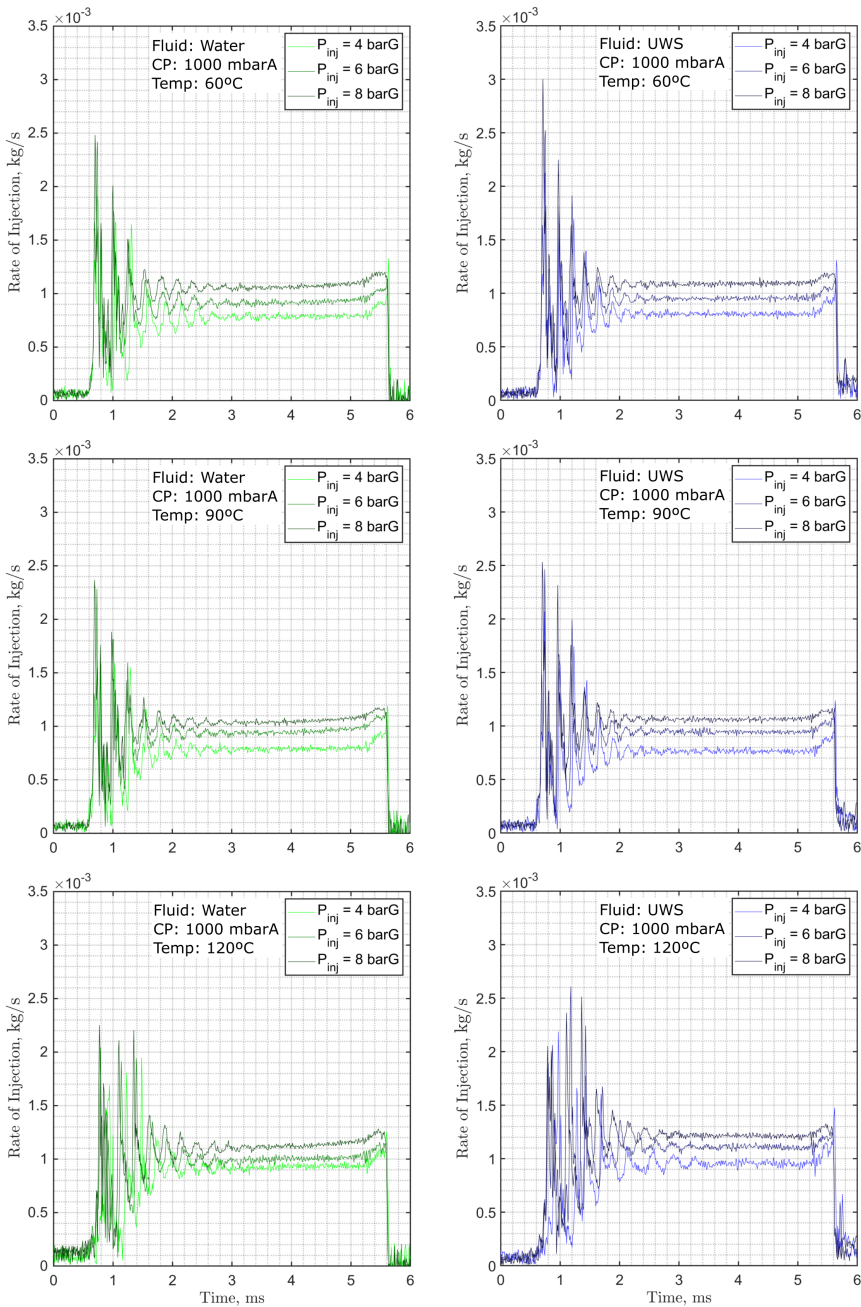 ×10⁻³
3.5
3
2.5
2
1.5
1
0.5
0
Rate of Injection, kg/s
Fluid: Water
CP: 1000 mbarA
Temp: 60ºC
P_inj = 4 barG
P_inj = 6 barG
P_inj = 8 barG
0 1 2 3 4 5 6
×10⁻³
3.5
3
2.5
2
1.5
1
0.5
0
Rate of Injection, kg/s
Fluid: UWS
CP: 1000 mbarA
Temp: 60ºC
P_inj = 4 barG
P_inj = 6 barG
P_inj = 8 barG
0 1 2 3 4 5 6
×10⁻³
3.5
3
2.5
2
1.5
1
0.5
0
Rate of Injection, kg/s
Fluid: Water
CP: 1000 mbarA
Temp: 90ºC
P_inj = 4 barG
P_inj = 6 barG
P_inj = 8 barG
0 1 2 3 4 5 6
×10⁻³
3.5
3
2.5
2
1.5
1
0.5
0
Rate of Injection, kg/s
Fluid: UWS
CP: 1000 mbarA
Temp: 90ºC
P_inj = 4 barG
P_inj = 6 barG
P_inj = 8 barG
0 1 2 3 4 5 6
×10⁻³
3.5
3
2.5
2
1.5
1
0.5
0
Rate of Injection, kg/s
Fluid: Water
CP: 1000 mbarA
Temp: 120ºC
P_inj = 4 barG
P_inj = 6 barG
P_inj = 8 barG
0 1 2 3 4 5 6
Time, ms
×10⁻³
3.5
3
2.5
2
1.5
1
0.5
0
Rate of Injection, kg/s
Fluid: UWS
CP: 1000 mbarA
Temp: 120ºC
P_inj = 4 barG
P_inj = 6 barG
P_inj = 8 barG
0 1 2 3 4 5 6
Time, ms